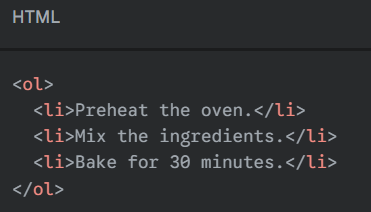 HTML
<ol>
  <li>Preheat the oven.</li>
  <li>Mix the ingredients.</li>
  <li>Bake for 30 minutes.</li>
</ol>